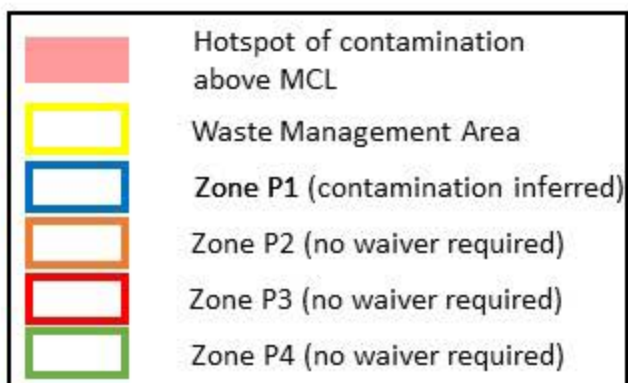 Hotspot of contamination
above MCL
Waste Management Area
Zone P1 (contamination inferred)
Zone P2 (no waiver required)
Zone P3 (no waiver required)
Zone P4 (no waiver required)